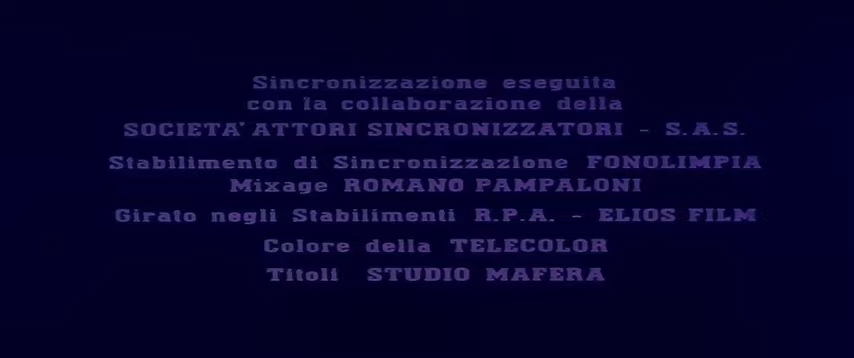 Sincronizzazione eseguita
con la collaborazione della
SOCIETA' ATTORI SINCRONIZZATORI - S.A.S.
Stabilimento di Sincronizzazione FONOLIMPIA
Mixage ROMANO PAMPALONI
Girato negli Stabilimenti R.P.A. - ELIOS FILM
Colore della TELECOLOR
Titoli STUDIO MAFERA